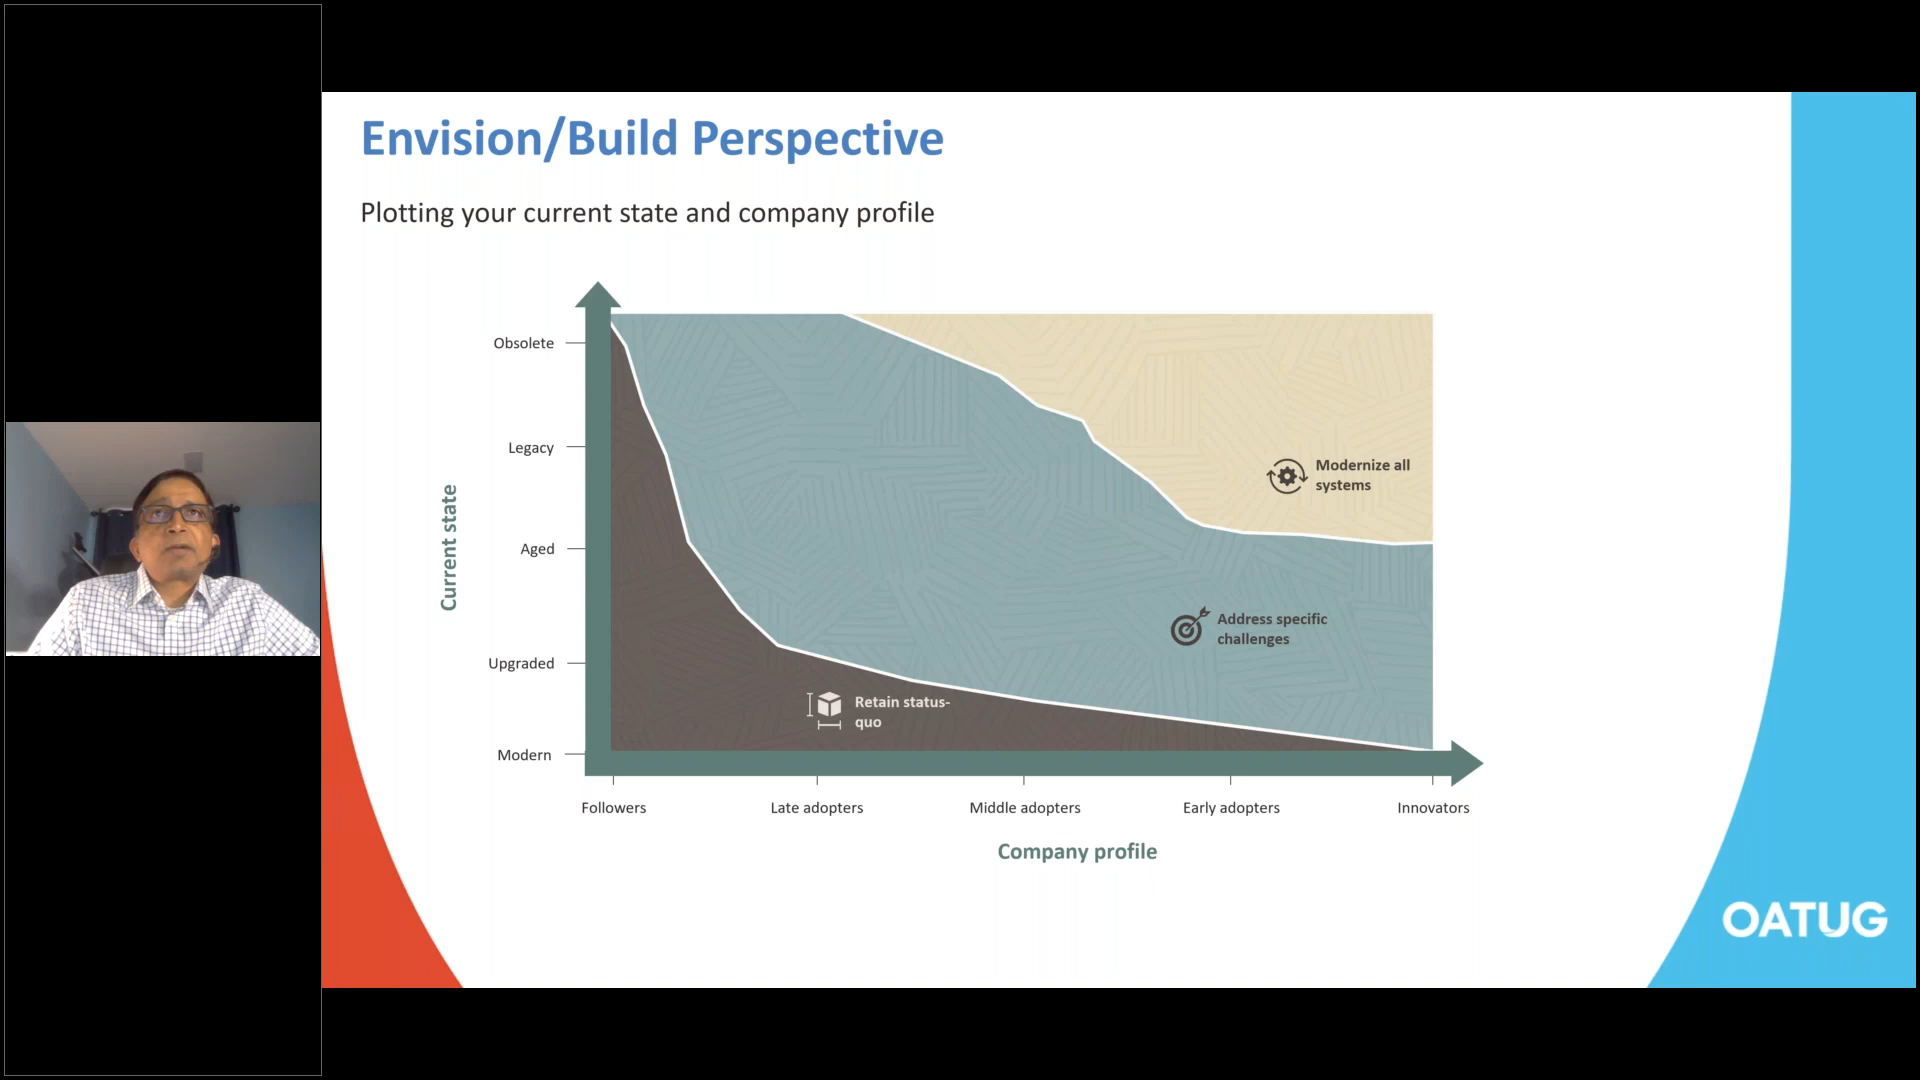 Envision/Build Perspective
Plotting your current state and company profile
Obsolete
Legacy
Aged
Upgraded
Modern
Current state
Modernize all
systems
Address specific
challenges
Retain status-
quo
Followers
Late adopters
Middle adopters
Early adopters
Innovators
Company profile
OATUG